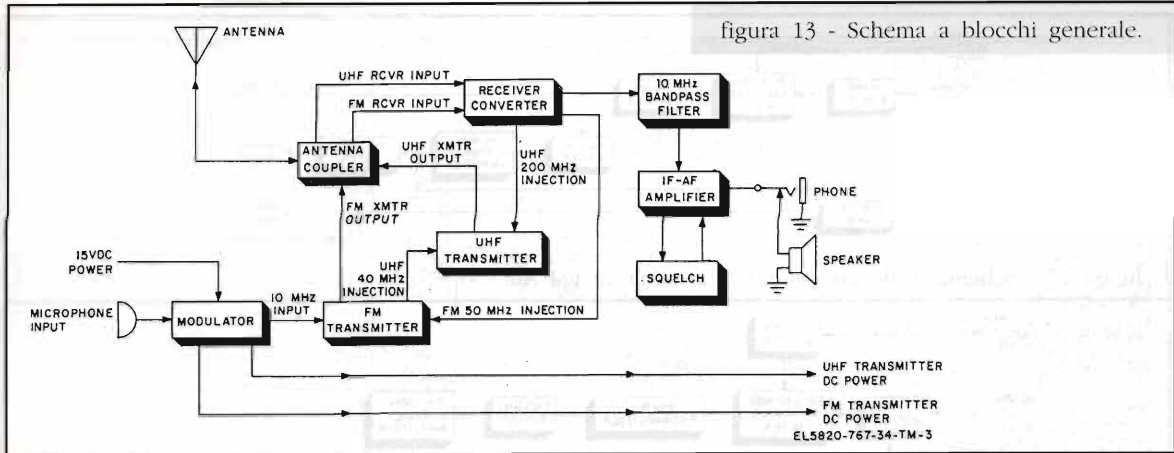 figura 13 - Schema a blocchi generale.
ANTENNA
UHF RCVR INPUT
FM RCVR INPUT
RECEIVER
CONVERTER
10 MHz
BANDPASS
FILTER
ANTENNA
COUPLER
UHF XMTR
OUTPUT
UHF
200 MHz
INJECTION
IF-AF
AMPLIFIER
PHONE
FM XMTR
OUTPUT
UHF
TRANSMITTER
SQUELCH
SPEAKER
15VDC
POWER
UHF
40 MHz
INJECTION
10 MHz
INPUT
MICROPHONE
INPUT
MODULATOR
FM
TRANSMITTER
FM 50 MHz INJECTION
UHF TRANSMITTER
DC POWER
FM TRANSMITTER
DC POWER
EL5820-767-34-TM-3